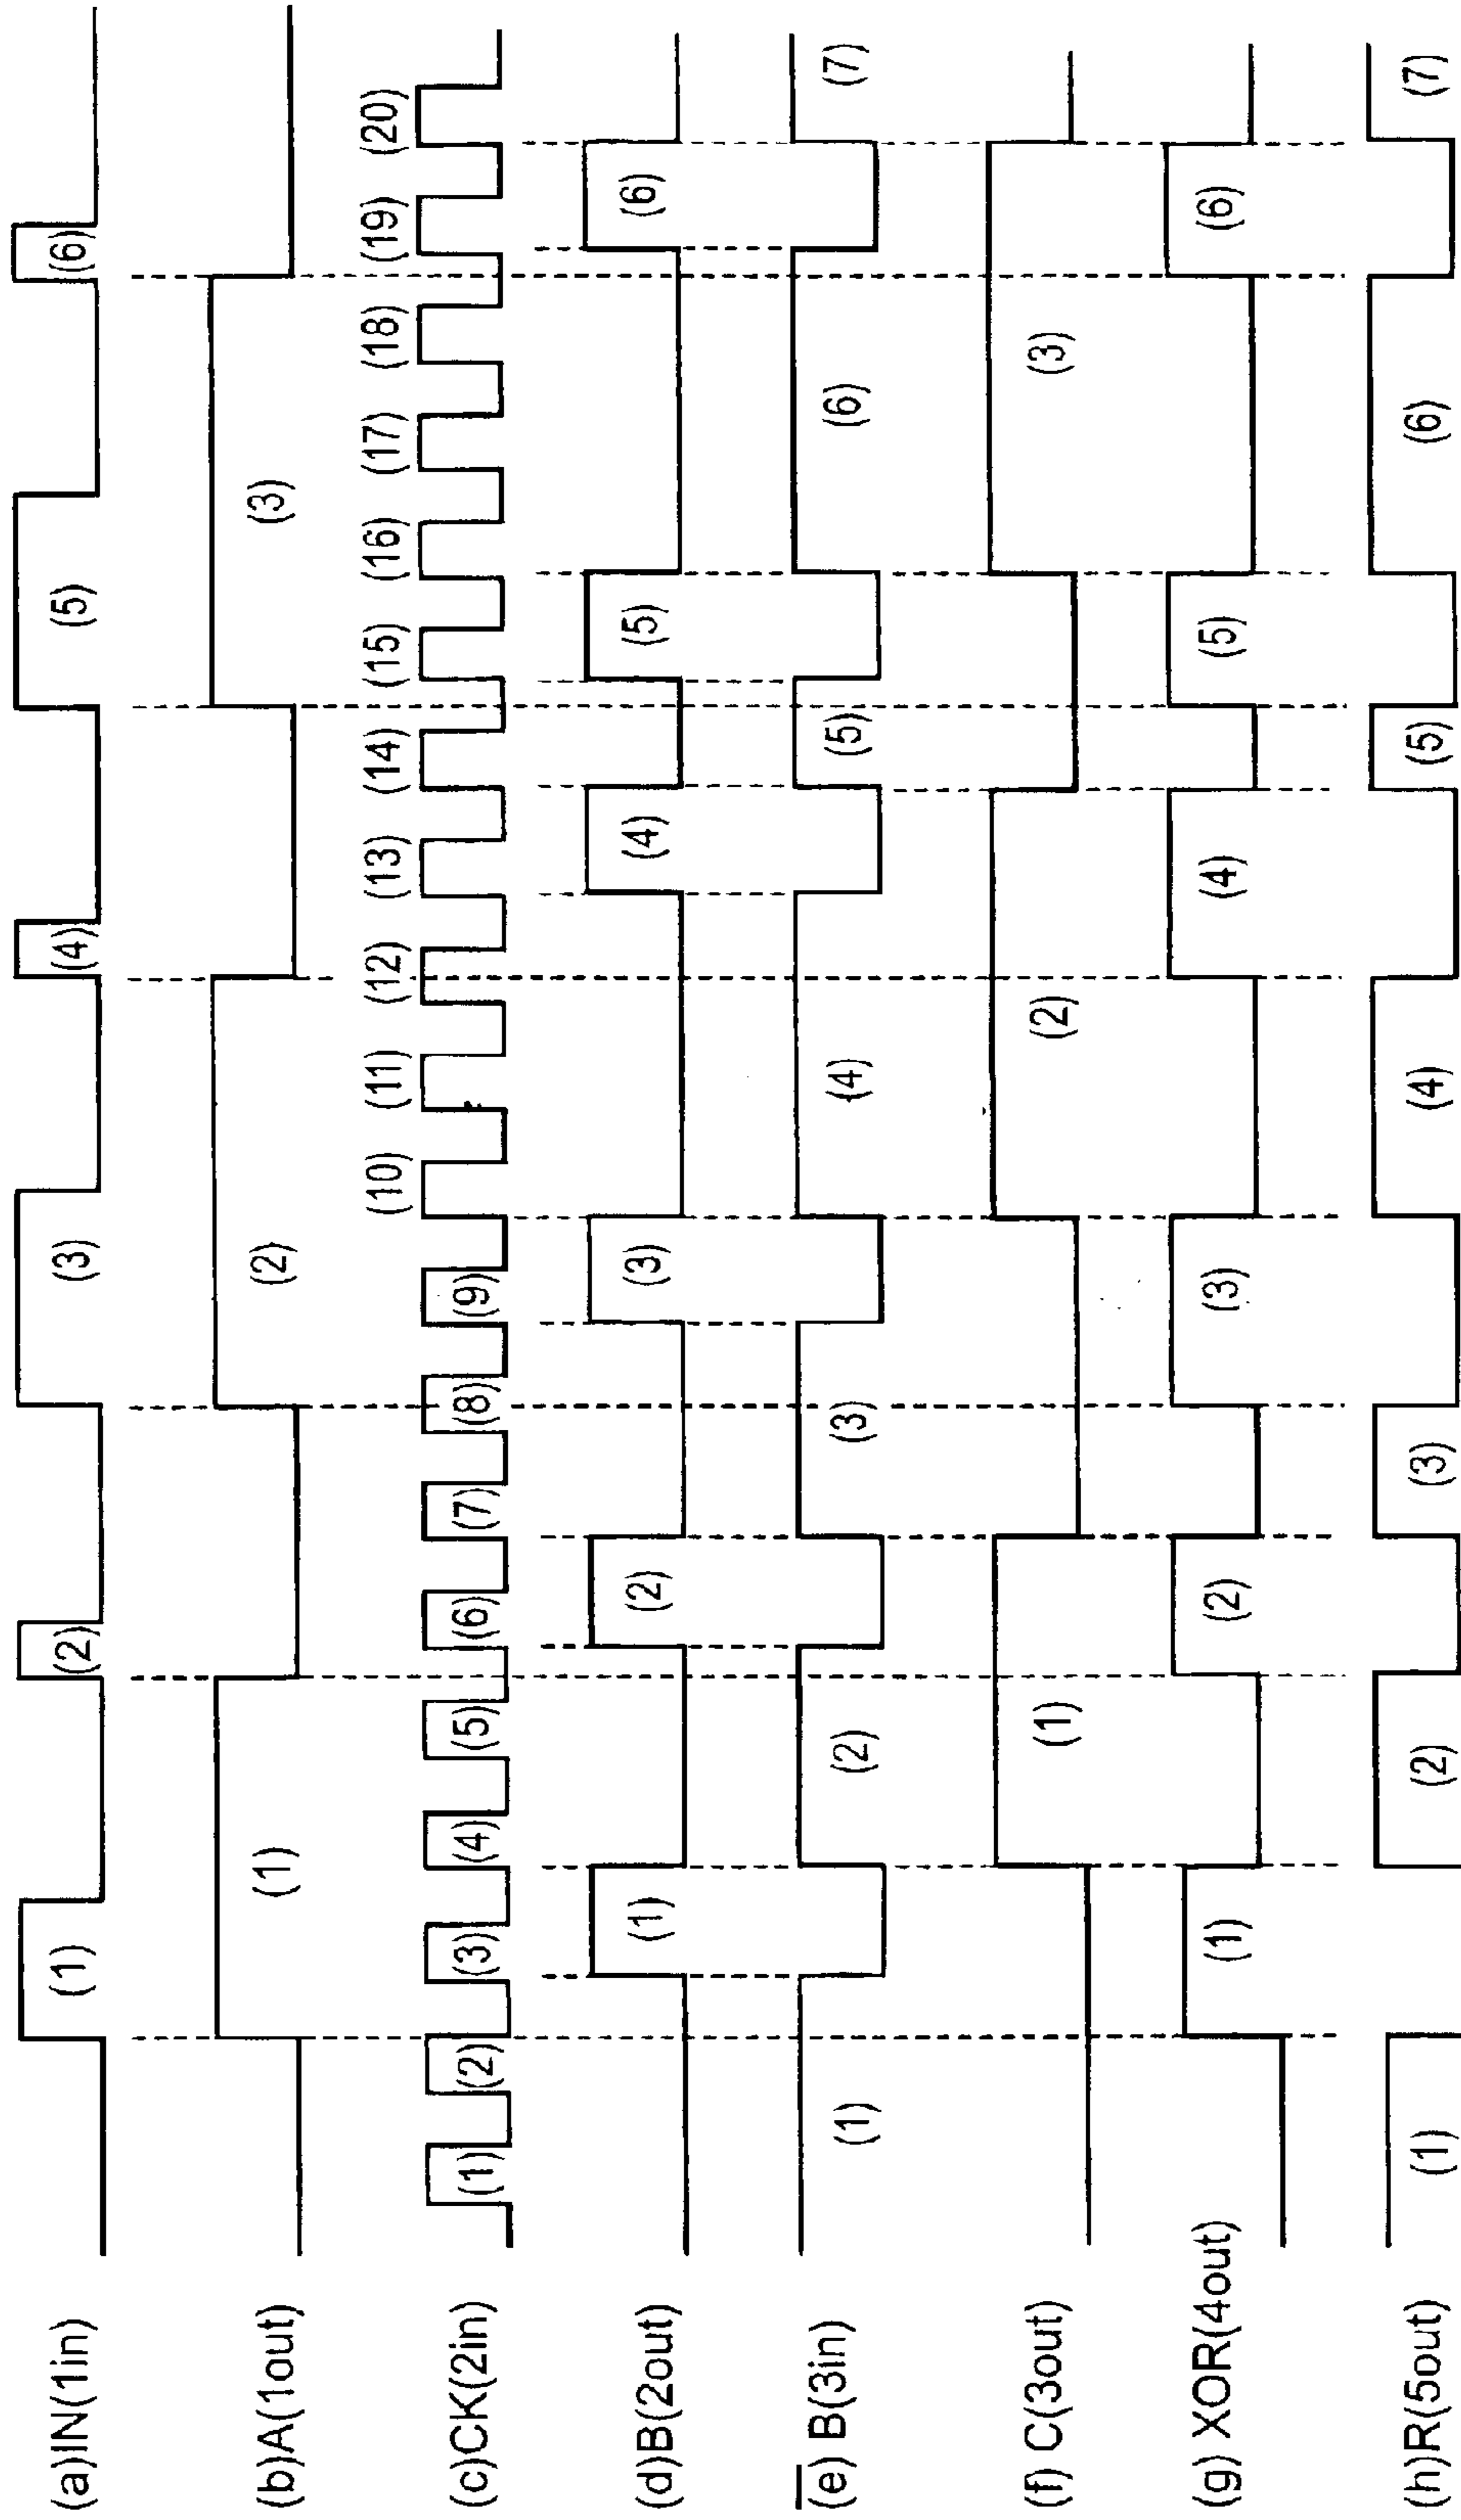 (a)IN(1in) (1) (2) (3) (4) (5) (6)
(b)A(1out) (1) (2) (3)
(c)CK(2in) (1) (2) (3) (4) (5) (6) (7) (8) (9) (10) (11) (12) (13) (14) (15) (16) (17) (18) (19) (20)
(d)B(2out) (1) (2) (3) (4) (5) (6)
(e) B(3in) (1) (2) (3) (4) (5) (6) (7)
(f) C(3out) (1) (2) (3)
(g) XOR(4out) (1) (2) (3) (4) (5) (6)
(h)R(5out) (1) (2) (3) (4) (5) (6) (7)